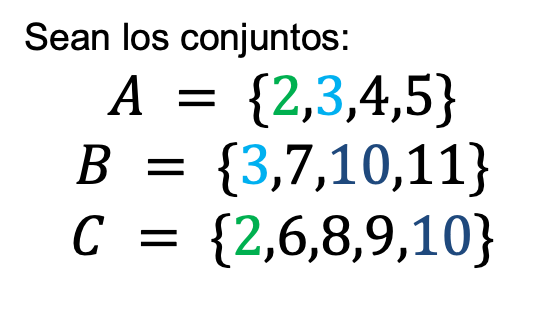 Sean los conjuntos:
A = {2,3,4,5}
B = {3,7,10,11}
C = {2,6,8,9,10}